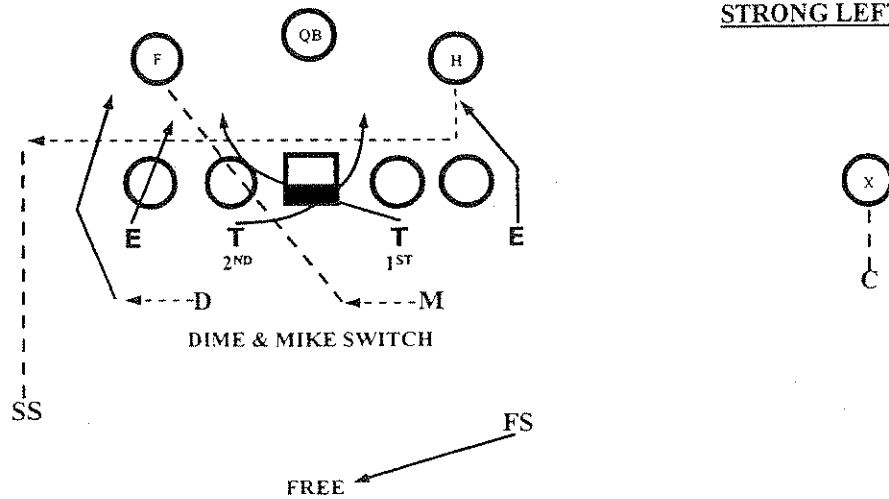 STRONG LEFT
QB
F
H
X
E
T
T
E
2ND
1ST
C
D
M
DIME & MIKE SWITCH
SS
FS
FREE